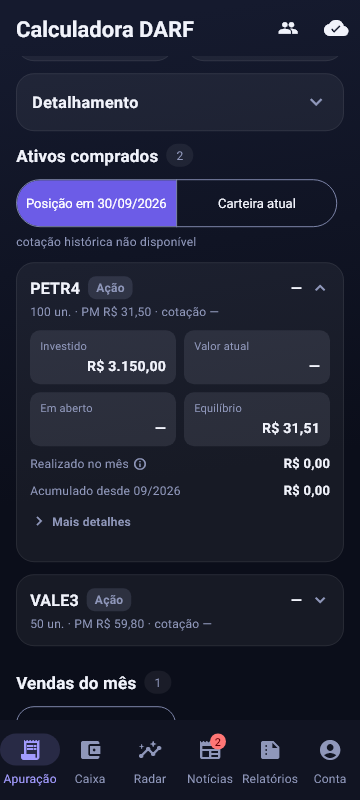 Calculadora DARF
Detalhamento
Ativos comprados 2
Posição em 30/09/2026 Carteira atual
cotação histórica não disponível
PETR4 Ação —
100 un. · PM R$ 31,50 · cotação —
Investido Valor atual
R$ 3.150,00 —
Em aberto Equilíbrio
— R$ 31,51
Realizado no mês R$ 0,00
Acumulado desde 09/2026 R$ 0,00
Mais detalhes
VALE3 Ação —
50 un. · PM R$ 59,80 · cotação —
Vendas do mês 1
2
Apuração Caixa Radar Notícias Relatórios Conta